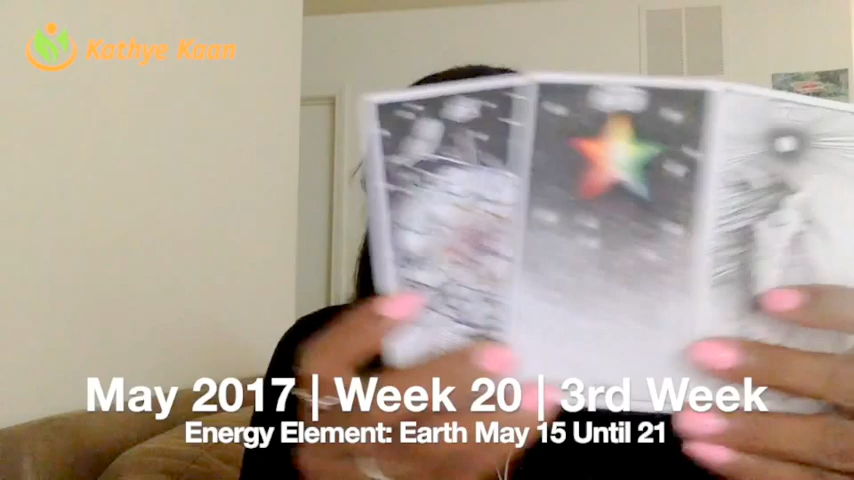 Kathye Kaan
May 2017 | Week 20 | 3rd Week
Energy Element: Earth May 15 Until 21